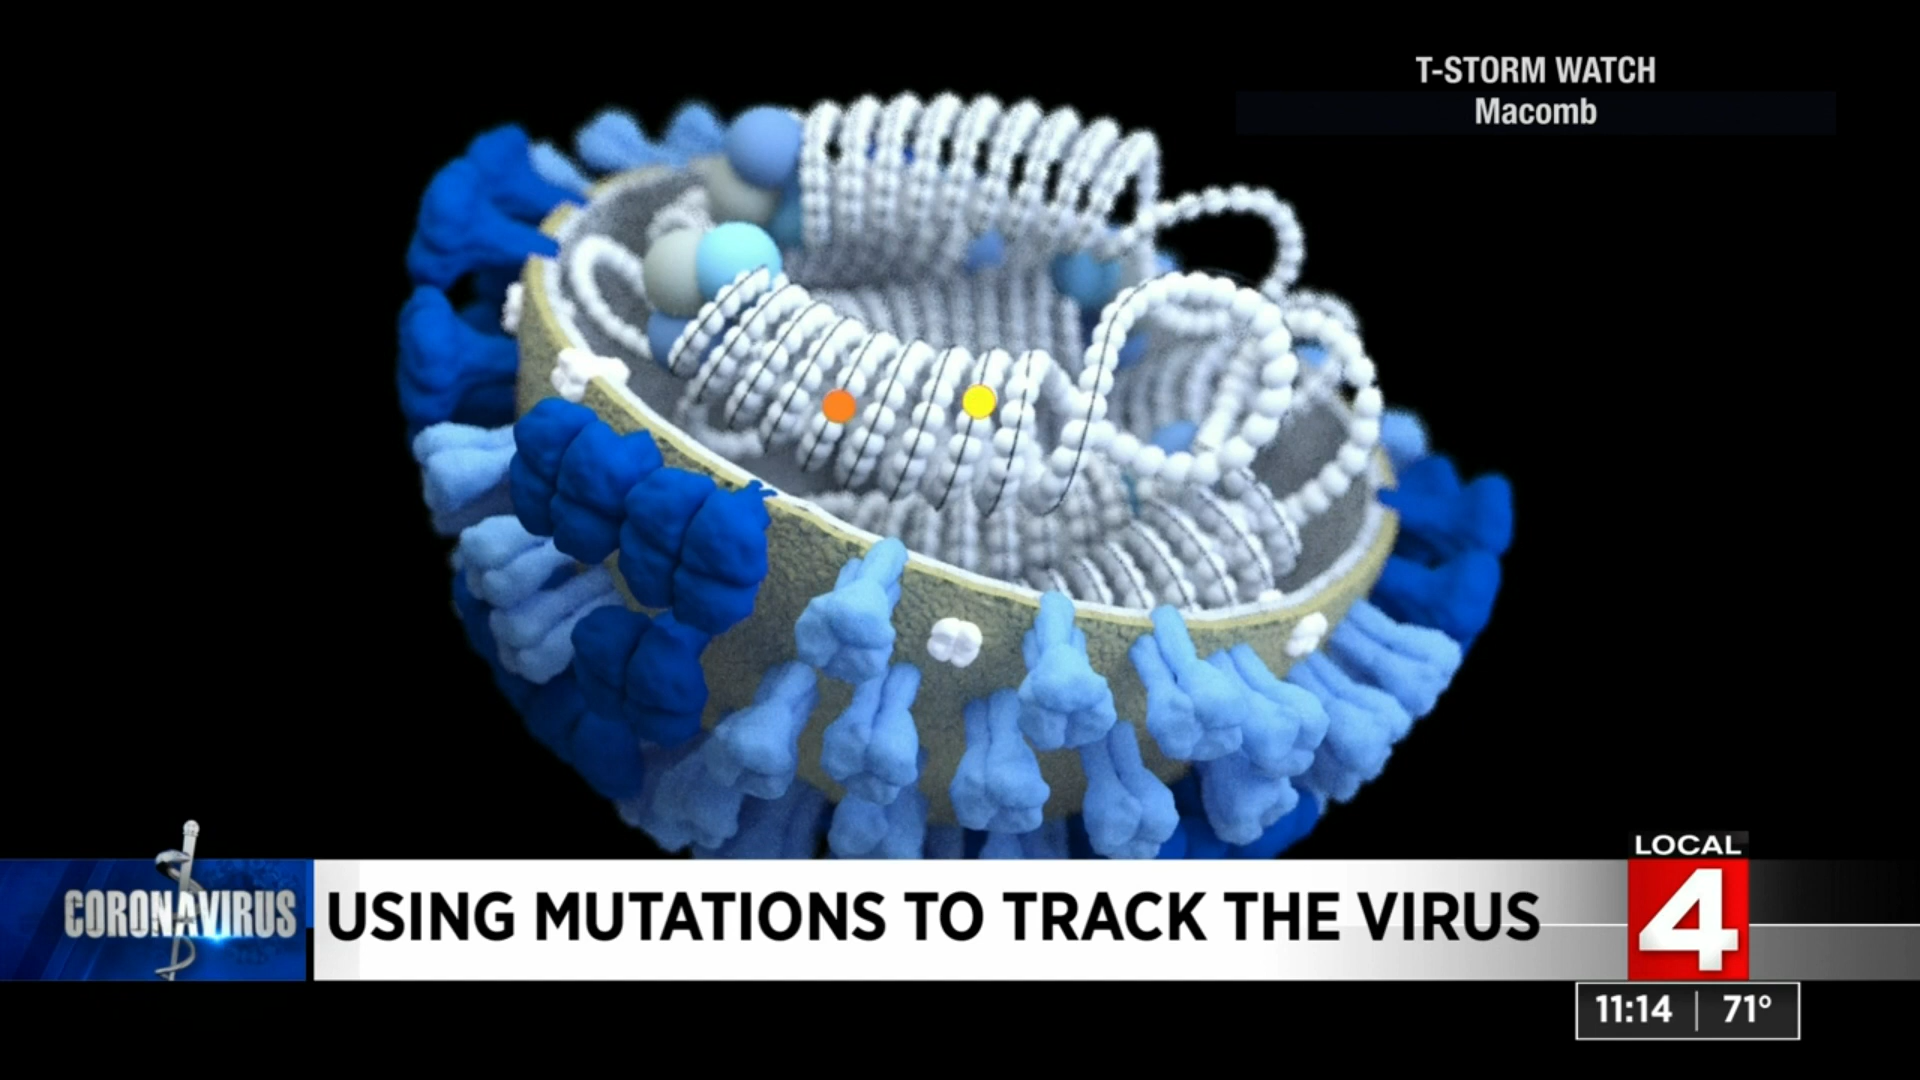 T-STORM WATCH
Macomb
CORONAVIRUS
USING MUTATIONS TO TRACK THE VIRUS
LOCAL
4
11:14 | 71°